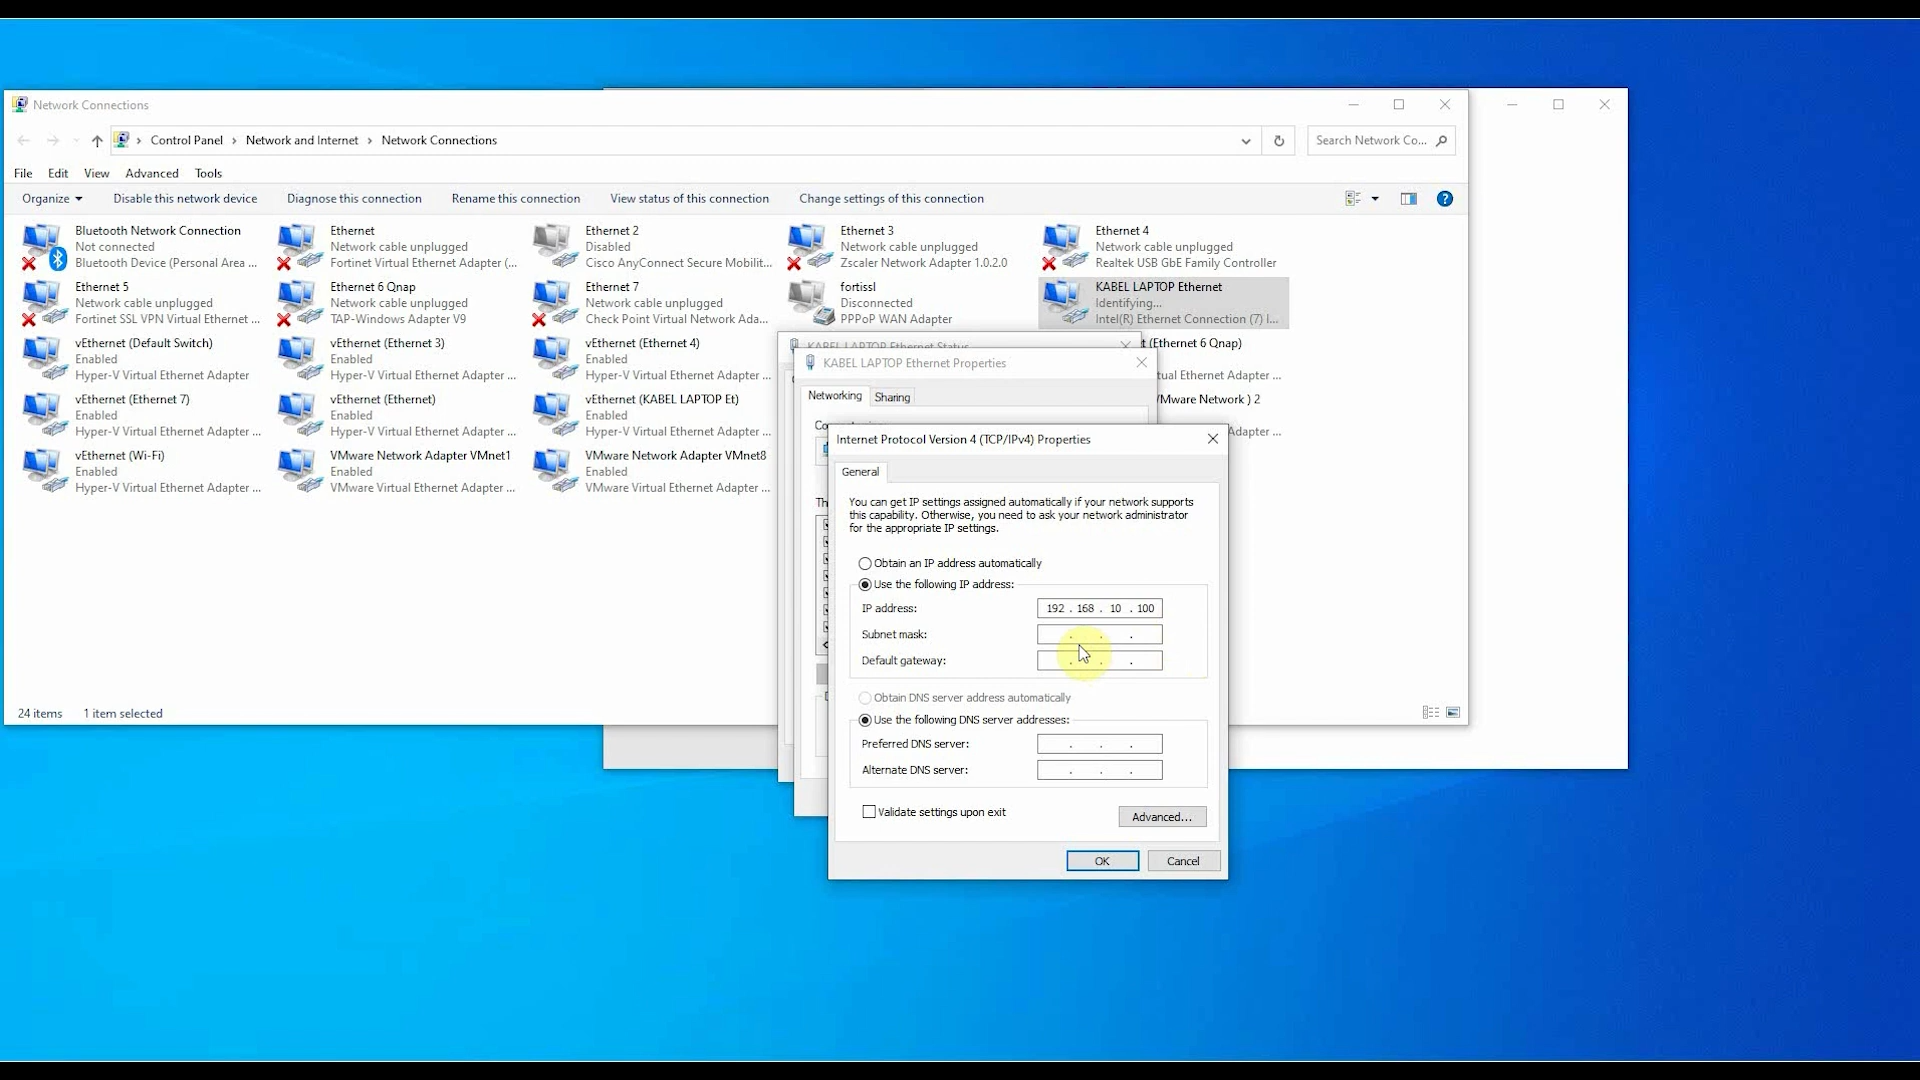 Network Connections
Control Panel > Network and Internet > Network Connections
Search Network Co...
File Edit View Advanced Tools
Organize Disable this network device Diagnose this connection Rename this connection View status of this connection Change settings of this connection
Bluetooth Network Connection
Not connected
Bluetooth Device (Personal Area ...
Ethernet
Network cable unplugged
Fortinet Virtual Ethernet Adapter (...
Ethernet 2
Disabled
Cisco AnyConnect Secure Mobilit...
Ethernet 3
Network cable unplugged
Zscaler Network Adapter 1.0.2.0
Ethernet 4
Network cable unplugged
Realtek USB GbE Family Controller
Ethernet 5
Network cable unplugged
Fortinet SSL VPN Virtual Ethernet ...
Ethernet 6 Qnap
Network cable unplugged
TAP-Windows Adapter V9
Ethernet 7
Network cable unplugged
Check Point Virtual Network Ada...
fortissl
Disconnected
PPPoP WAN Adapter
KABEL LAPTOP Ethernet
Identifying...
Intel(R) Ethernet Connection (7) I...
vEthernet (Default Switch)
Enabled
Hyper-V Virtual Ethernet Adapter
vEthernet (Ethernet 3)
Enabled
Hyper-V Virtual Ethernet Adapter ...
vEthernet (Ethernet 4)
Enabled
Hyper-V Virtual Ethernet Adapter ...
t (Ethernet 6 Qnap)
tual Ethernet Adapter ...
vEthernet (Ethernet 7)
Enabled
Hyper-V Virtual Ethernet Adapter ...
vEthernet (Ethernet)
Enabled
Hyper-V Virtual Ethernet Adapter ...
vEthernet (KABEL LAPTOP Et)
Enabled
Hyper-V Virtual Ethernet Adapter ...
VMware Network ) 2
Adapter ...
vEthernet (Wi-Fi)
Enabled
Hyper-V Virtual Ethernet Adapter ...
VMware Network Adapter VMnet1
Enabled
VMware Virtual Ethernet Adapter ...
VMware Network Adapter VMnet8
Enabled
VMware Virtual Ethernet Adapter ...
24 items 1 item selected
KABEL LAPTOP Ethernet Status
KABEL LAPTOP Ethernet Properties
Networking Sharing
Internet Protocol Version 4 (TCP/IPv4) Properties
General
You can get IP settings assigned automatically if your network supports
this capability. Otherwise, you need to ask your network administrator
for the appropriate IP settings.
Obtain an IP address automatically
Use the following IP address:
IP address: 192 . 168 . 10 . 100
Subnet mask: . . .
Default gateway: . . .
Obtain DNS server address automatically
Use the following DNS server addresses:
Preferred DNS server: . . .
Alternate DNS server: . . .
Validate settings upon exit
Advanced...
OK Cancel